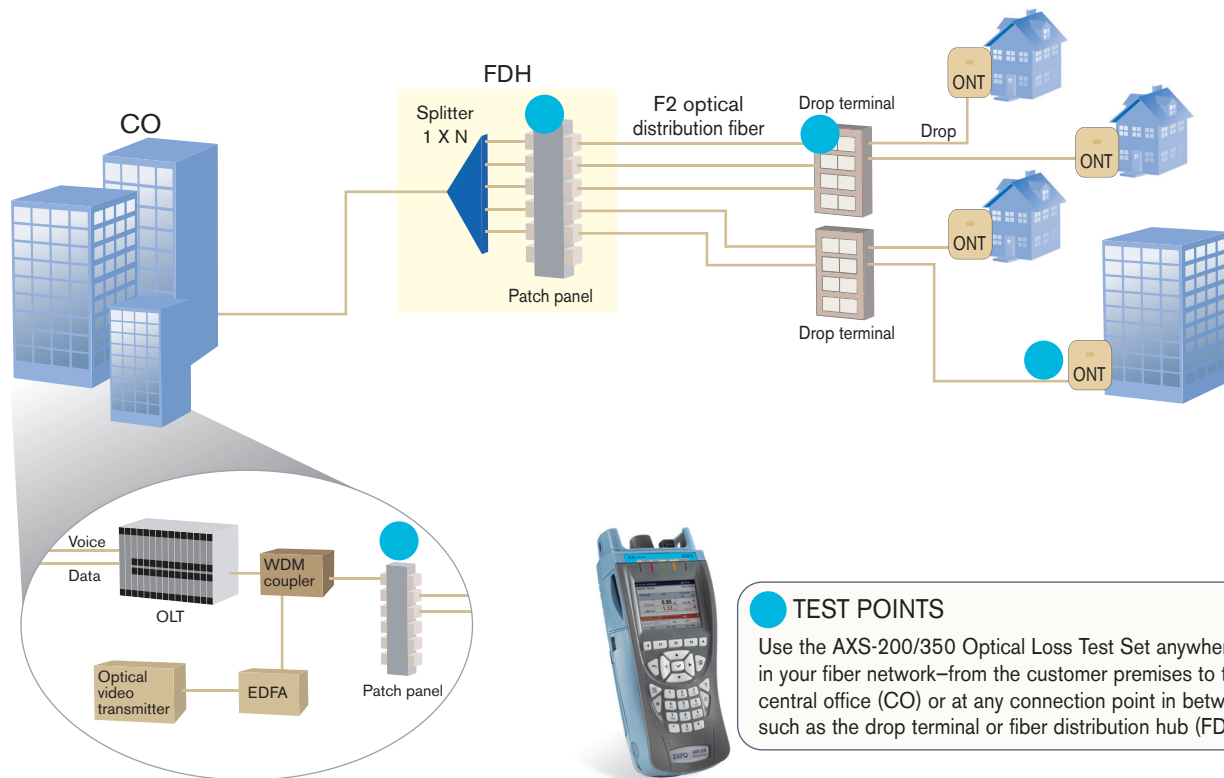 CO
FDH
Splitter
1 X N
Patch panel
F2 optical
distribution fiber
Drop terminal
Drop
ONT
ONT
ONT
Drop terminal
ONT
Voice
Data
OLT
WDM
coupler
Patch panel
Optical
video
transmitter
EDFA
EXFO
TEST POINTS
Use the AXS-200/350 Optical Loss Test Set anywher
in your fiber network–from the customer premises to t
central office (CO) or at any connection point in betw
such as the drop terminal or fiber distribution hub (FD